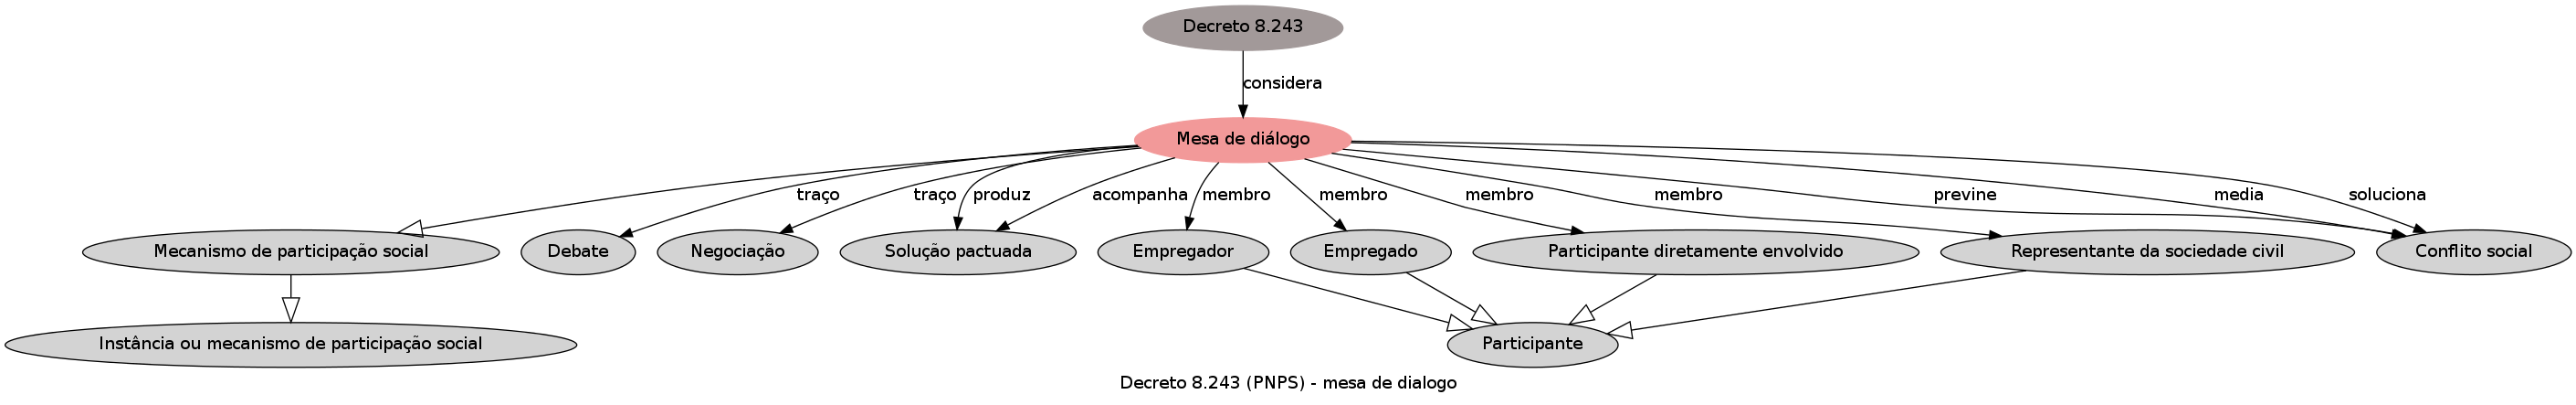 Decreto 8.243
considera
Mesa de diálogo
traço
traço
produz
acompanha
membro
membro
membro
membro
previne
media
soluciona
Mecanismo de participação social
Debate
Negociação
Solução pactuada
Empregador
Empregado
Participante diretamente envolvido
Representante da sociedade civil
Conflito social
Instância ou mecanismo de participação social
Participante
Decreto 8.243 (PNPS) - mesa de dialogo